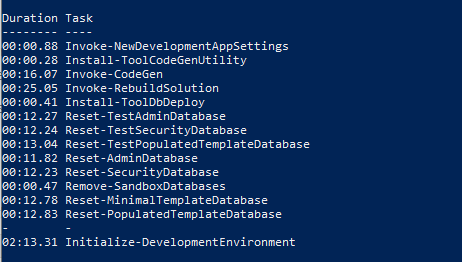 Duration Task
-------- ----
00:00.88 Invoke-NewDevelopmentAppSettings
00:00.28 Install-ToolCodeGenUtility
00:16.07 Invoke-CodeGen
00:25.05 Invoke-RebuildSolution
00:00.41 Install-ToolDbDeploy
00:12.27 Reset-TestAdminDatabase
00:12.24 Reset-TestSecurityDatabase
00:13.04 Reset-TestPopulatedTemplateDatabase
00:11.82 Reset-AdminDatabase
00:12.23 Reset-SecurityDatabase
00:00.47 Remove-SandboxDatabases
00:12.78 Reset-MinimalTemplateDatabase
00:12.83 Reset-PopulatedTemplateDatabase
-        -
02:13.31 Initialize-DevelopmentEnvironment